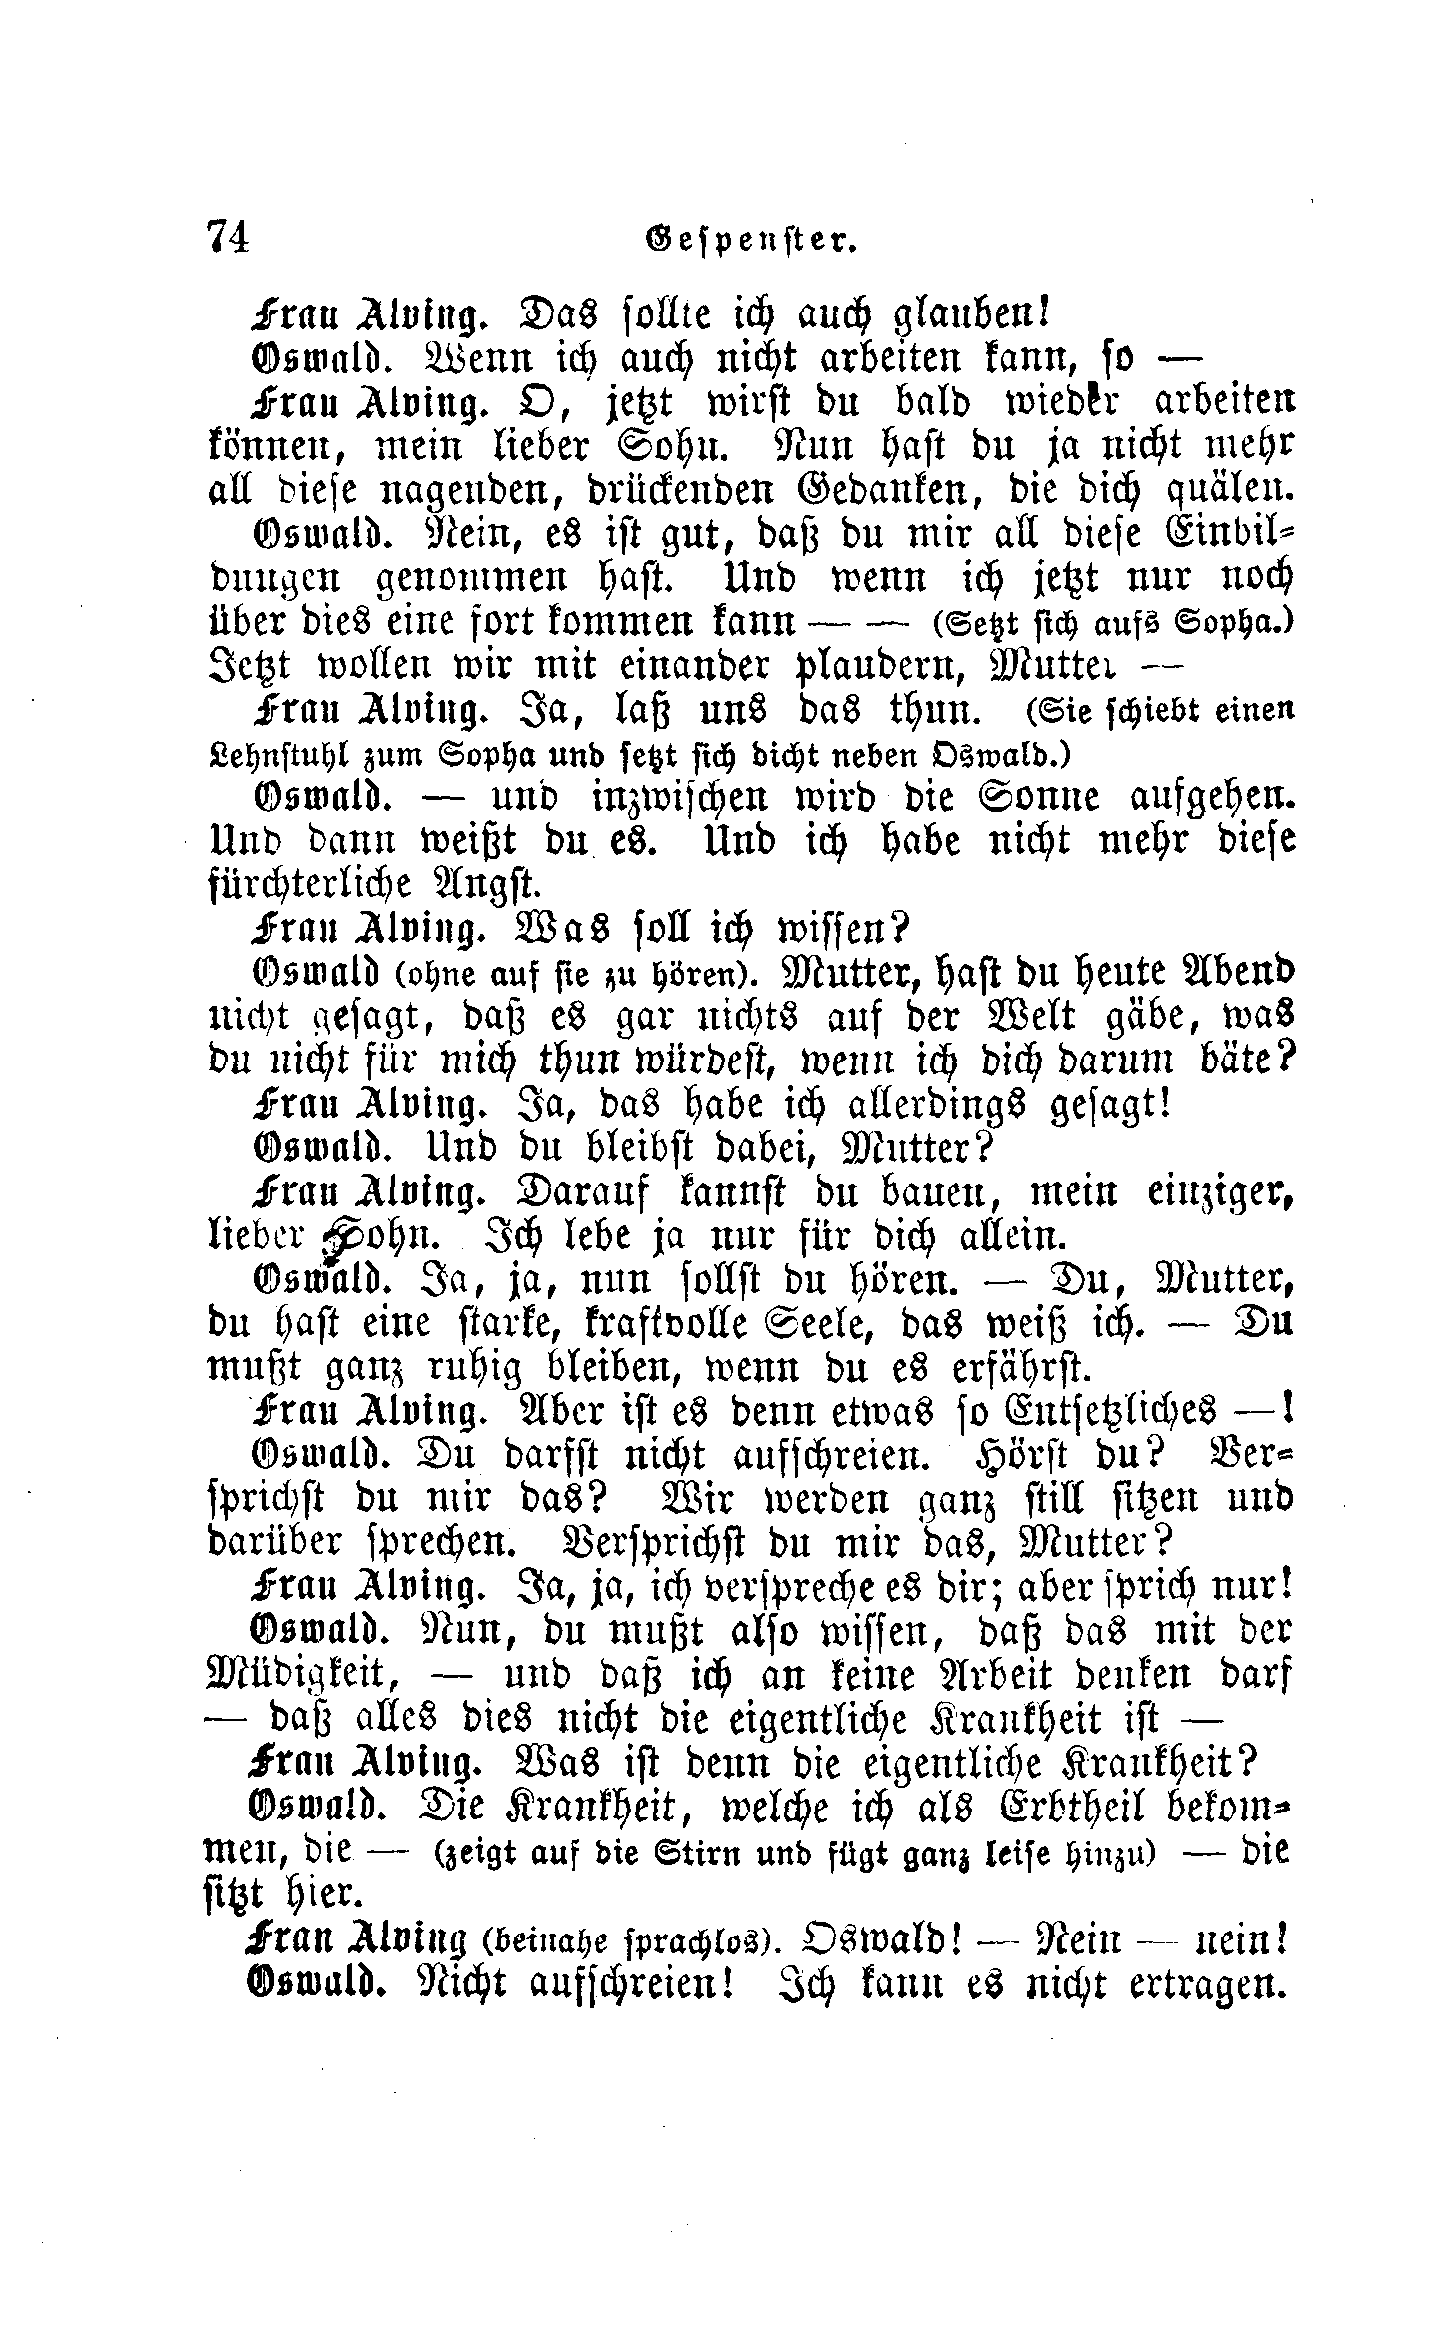 74 Gespenster.
Frau Alving. Das sollte ich auch glauben!
Oswald. Wenn ich auch nicht arbeiten kann, so —
Frau Alving. O, jetzt wirst du bald wieder arbeiten
können, mein lieber Sohn. Nun hast du ja nicht mehr
all diese nagenden, drückenden Gedanken, die dich quälen.
Oswald. Nein, es ist gut, daß du mir all diese Einbil-
dungen genommen hast. Und wenn ich jetzt nur noch
über dies eine fort kommen kann — — (Setzt sich aufs Sopha.)
Jetzt wollen wir mit einander plaudern, Mutter —
Frau Alving. Ja, laß uns das thun. (Sie schiebt einen
Lehnstuhl zum Sopha und setzt sich dicht neben Oswald.)
Oswald. — und inzwischen wird die Sonne aufgehen.
Und dann weißt du es. Und ich habe nicht mehr diese
fürchterliche Angst.
Frau Alving. Was soll ich wissen?
Oswald (ohne auf sie zu hören). Mutter, hast du heute Abend
nicht gesagt, daß es gar nichts auf der Welt gäbe, was
du nicht für mich thun würdest, wenn ich dich darum bäte?
Frau Alving. Ja, das habe ich allerdings gesagt!
Oswald. Und du bleibst dabei, Mutter?
Frau Alving. Darauf kannst du bauen, mein einziger,
lieber Sohn. Ich lebe ja nur für dich allein.
Oswald. Ja, ja, nun sollst du hören. — Du, Mutter,
du hast eine starke, kraftvolle Seele, das weiß ich. — Du
mußt ganz ruhig bleiben, wenn du es erfährst.
Frau Alving. Aber ist es denn etwas so Entsetzliches —!
Oswald. Du darfst nicht aufschreien. Hörst du? Ver-
sprichst du mir das? Wir werden ganz still sitzen und
darüber sprechen. Versprichst du mir das, Mutter?
Frau Alving. Ja, ja, ich verspreche es dir; aber sprich nur!
Oswald. Nun, du mußt also wissen, daß das mit der
Müdigkeit, — und daß ich an keine Arbeit denken darf
— daß alles dies nicht die eigentliche Krankheit ist —
Frau Alving. Was ist denn die eigentliche Krankheit?
Oswald. Die Krankheit, welche ich als Erbtheil bekom-
men, die — (zeigt auf die Stirn und fügt ganz leise hinzu) — die
sitzt hier.
Frau Alving (beinahe sprachlos). Oswald! — Nein — nein!
Oswald. Nicht aufschreien! Ich kann es nicht ertragen.